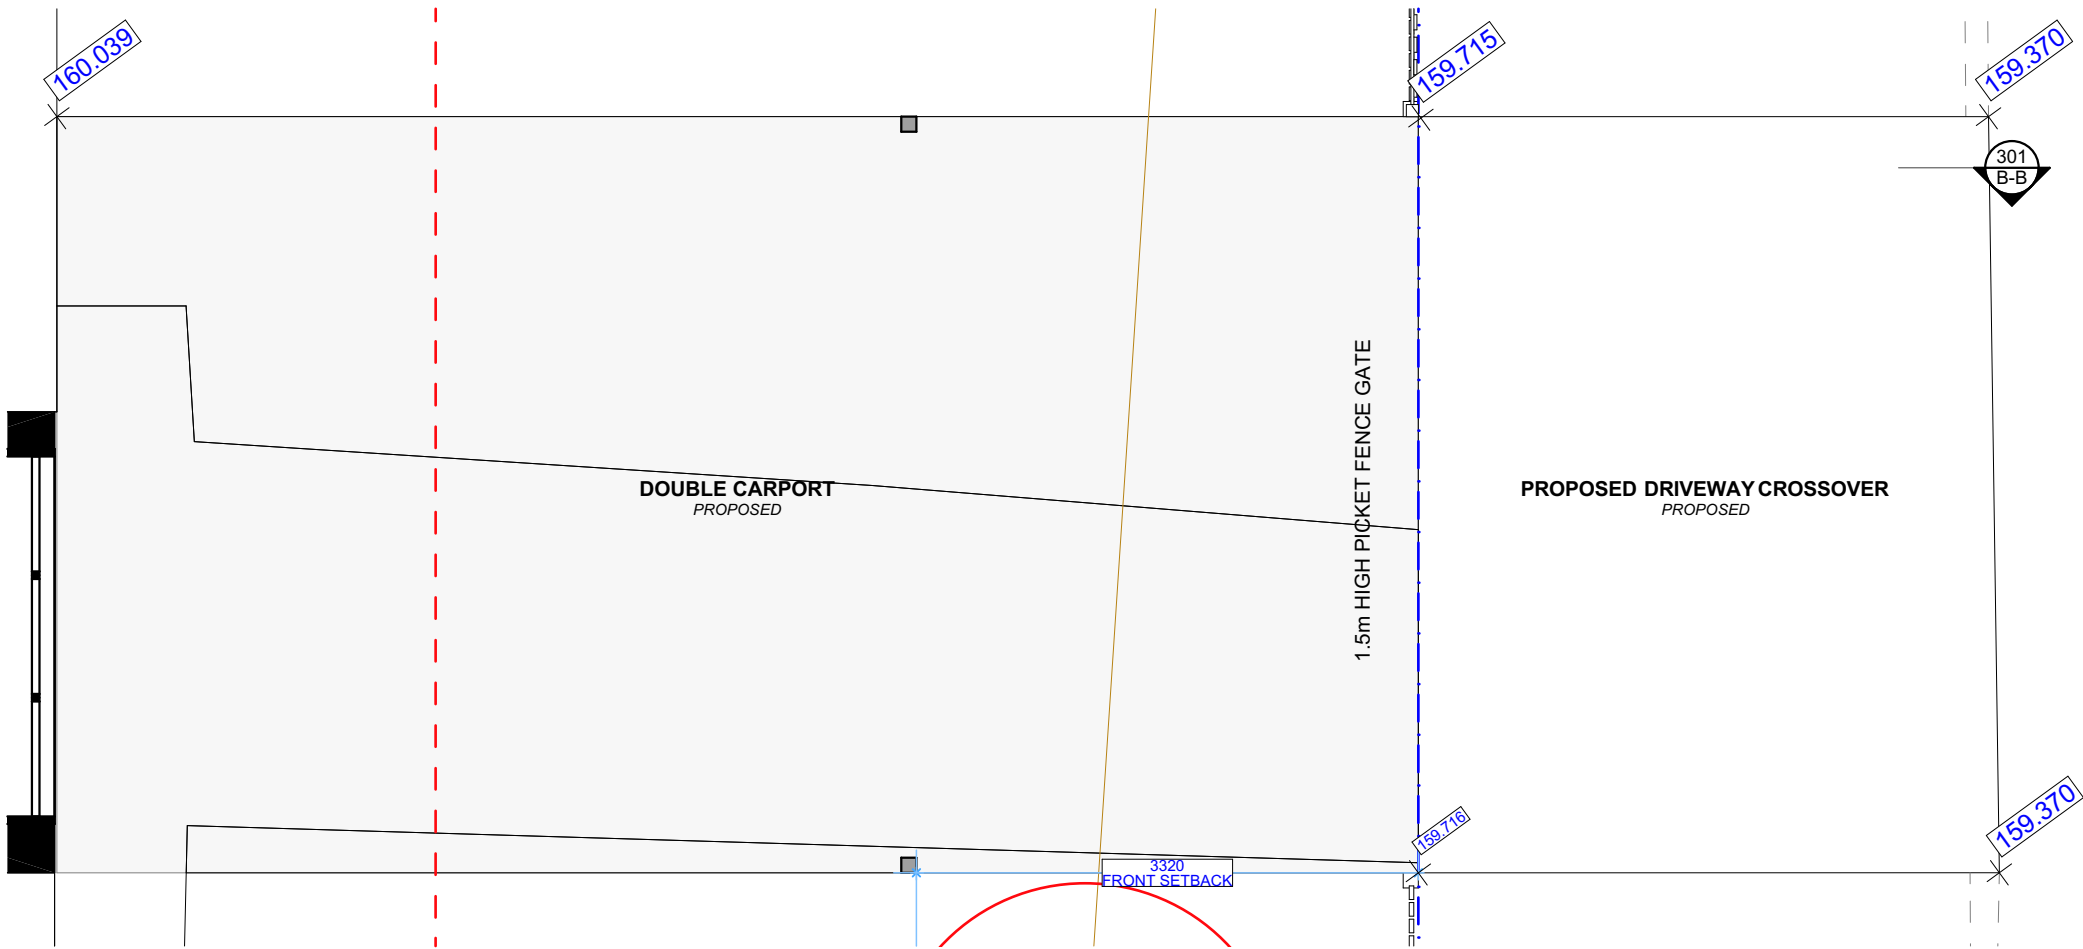 160.039
159.715
159.370
301
B-B
1.5m HIGH PICKET FENCE GATE
DOUBLE CARPORT
PROPOSED
PROPOSED DRIVEWAY CROSSOVER
PROPOSED
159.716
159.370
3320
FRONT SETBACK